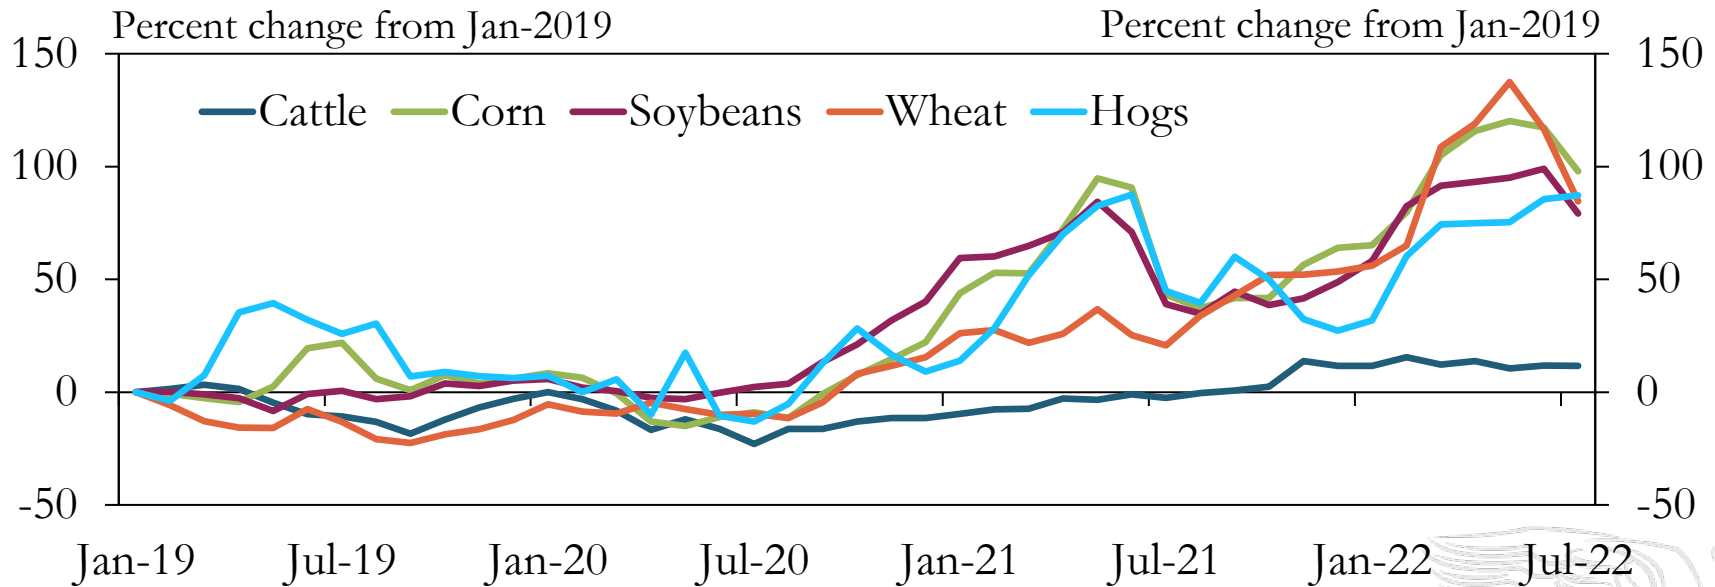 Percent change from Jan-2019 Percent change from Jan-2019
150 150
Cattle Corn Soybeans Wheat Hogs
100 100
50 50
0 0
-50 -50
Jan-19 Jul-19 Jan-20 Jul-20 Jan-21 Jul-21 Jan-22 Jul-22